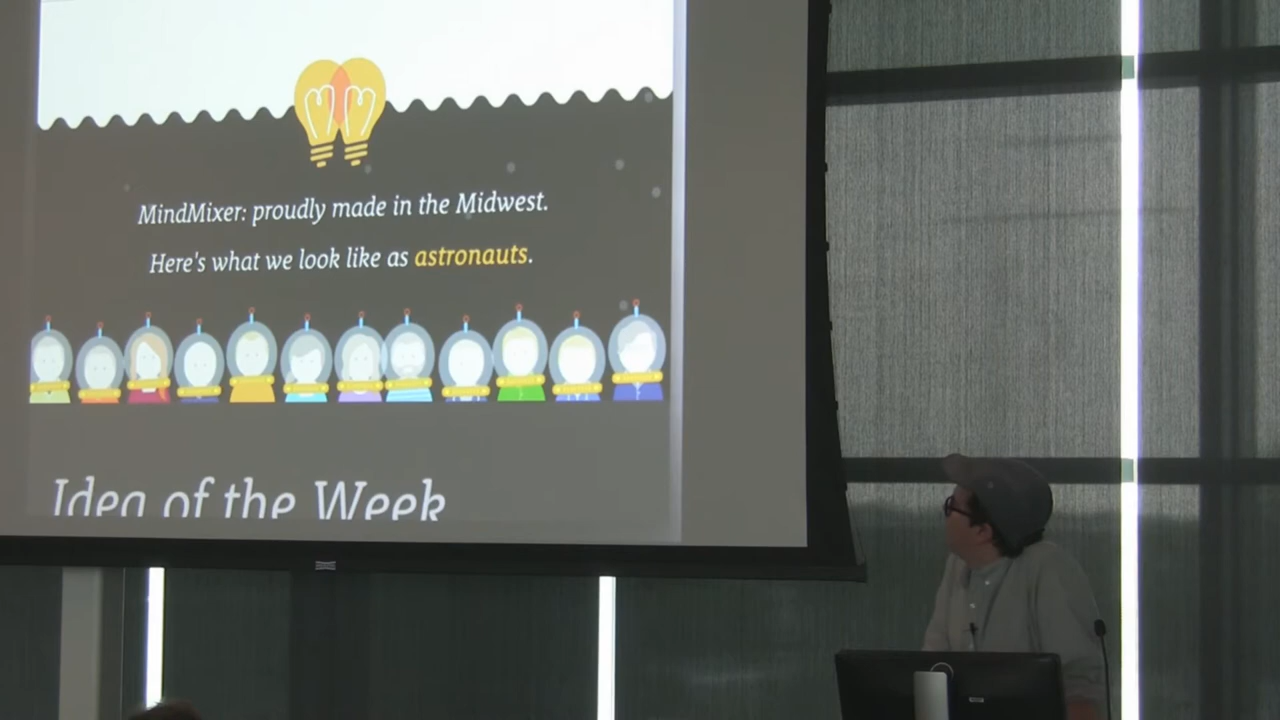 MindMixer: proudly made in the Midwest.
Here's what we look like as astronauts.
Idea of the Week